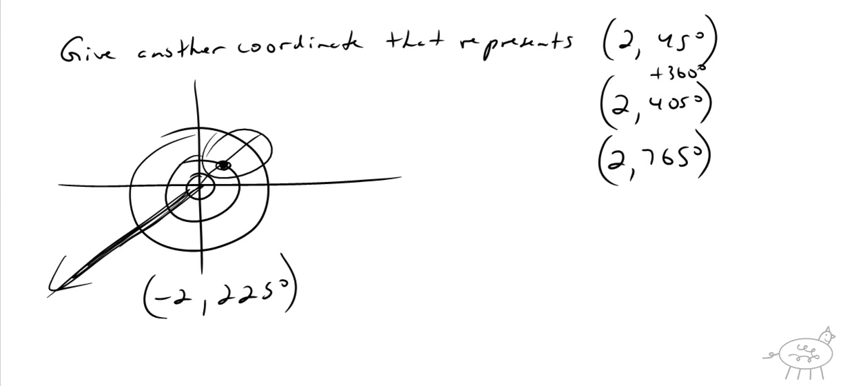 Give another coordinate that represents (2, 45°)
+360°
(2, 405°)
(2, 765°)
(-2, 225°)